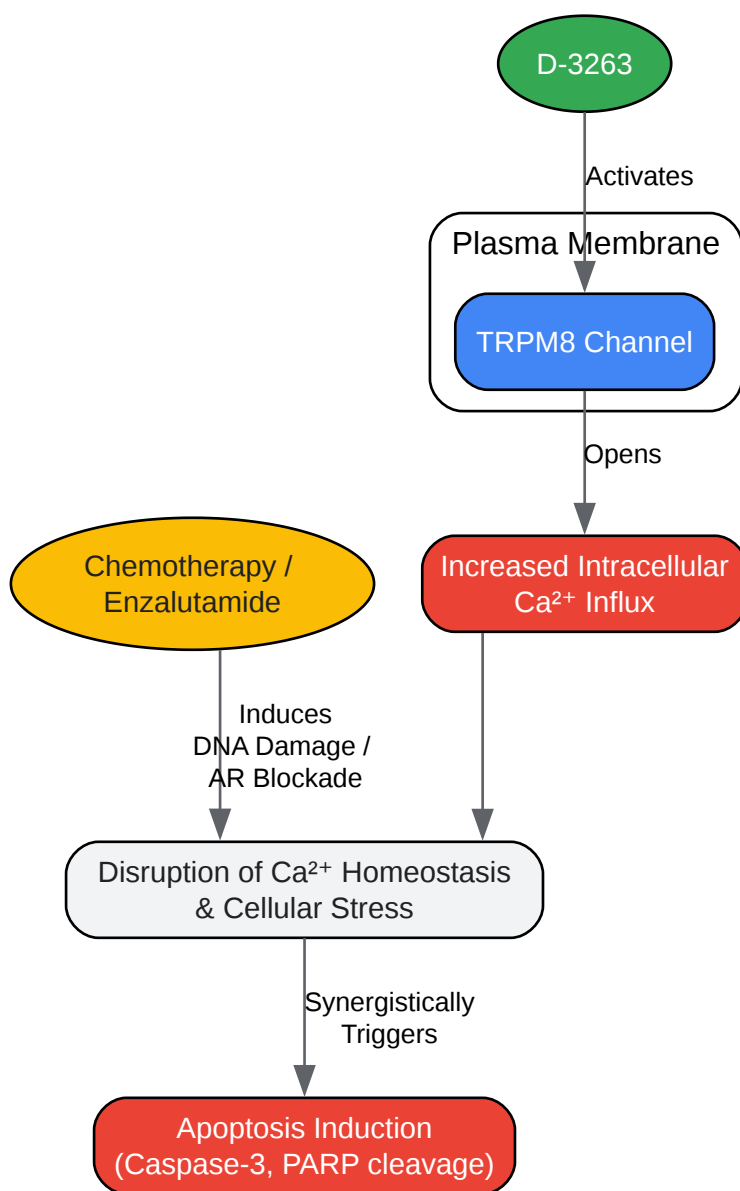 D-3263
Activates
Plasma Membrane
TRPM8 Channel
Opens
Chemotherapy /
Enzalutamide
Increased Intracellular
Ca²⁺ Influx
Induces
DNA Damage /
AR Blockade
Disruption of Ca²⁺ Homeostasis
& Cellular Stress
Synergistically
Triggers
Apoptosis Induction
(Caspase-3, PARP cleavage)